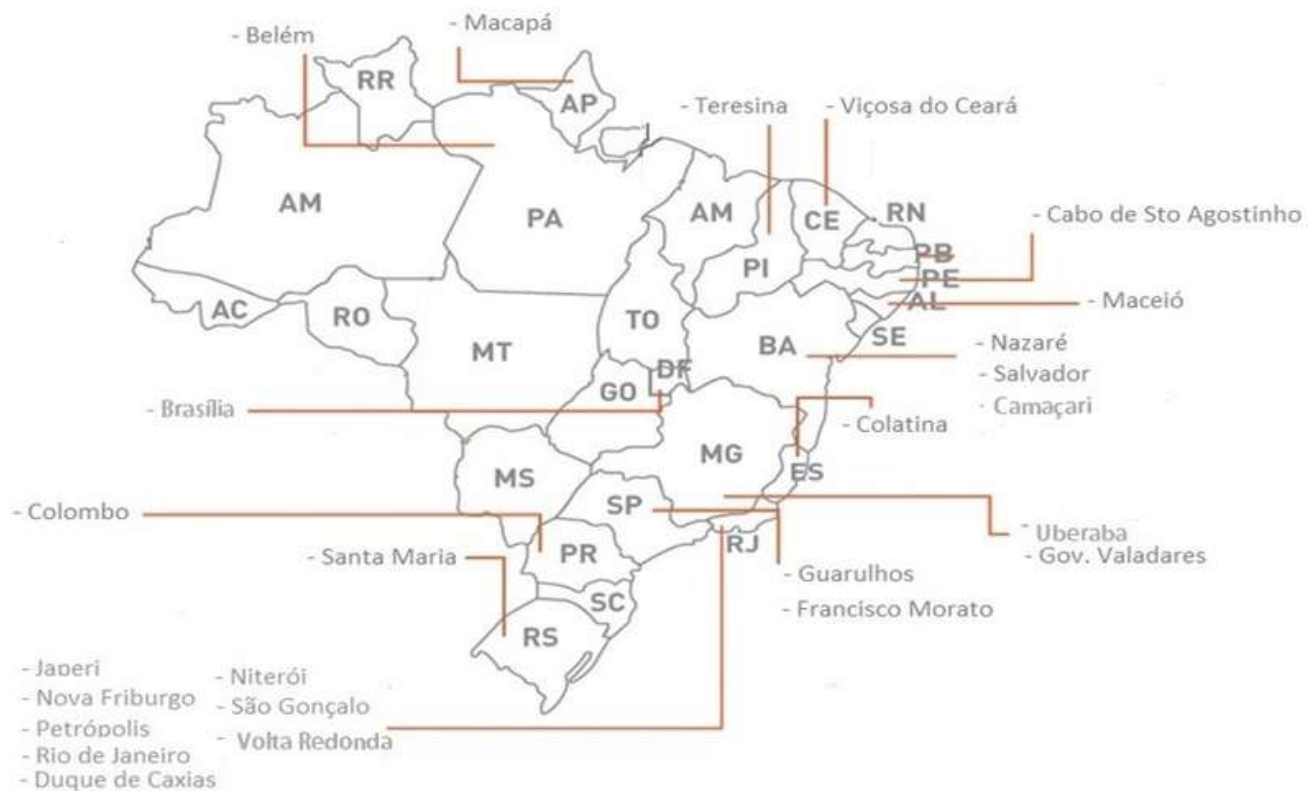 - Macapá
- Belém
RR
AP
- Teresina
- Viçosa do Ceará
AM
PA
AM
CE
RN
- Cabo de Sto Agostinho
PB
PI
PE
AC
RO
TO
AL
- Maceió
MT
BA
SE
- Nazaré
- Salvador
- Camaçari
DF
GO
- Brasília
- Colatina
MG
ES
MS
SP
- Colombo
- Uberaba
- Gov. Valadares
RJ
PR
- Santa Maria
- Guarulhos
- Francisco Morato
SC
RS
- Japeri
- Nova Friburgo
- Petrópolis
- Rio de Janeiro
- Duque de Caxias
- Niterói
- São Gonçalo
- Volta Redonda